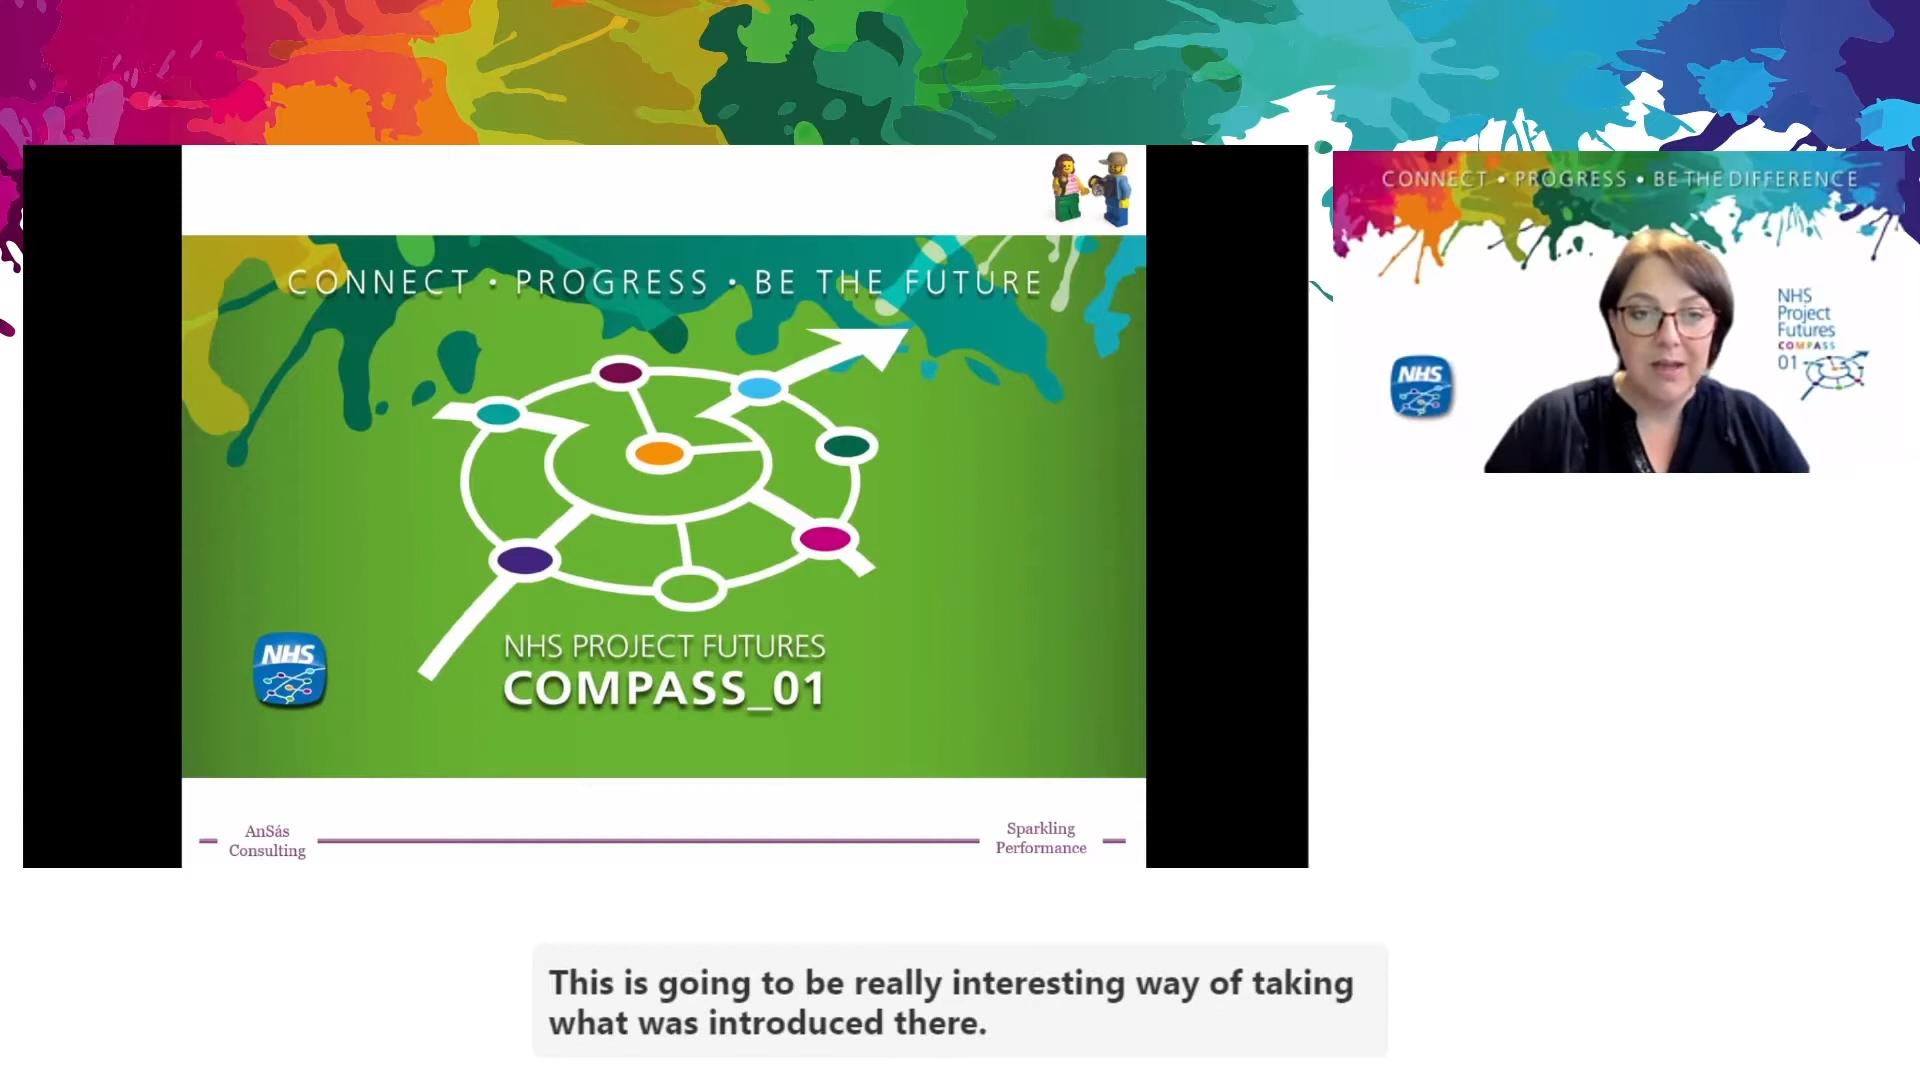 CONNECT • PROGRESS • BE THE FUTURE
NHS
NHS PROJECT FUTURES
COMPASS_01
AnSás
Consulting
Sparkling
Performance
CONNECT • PROGRESS • BE THE DIFFERENCE
NHS
NHS
Project
Futures
COMPASS
01
This is going to be really interesting way of taking
what was introduced there.